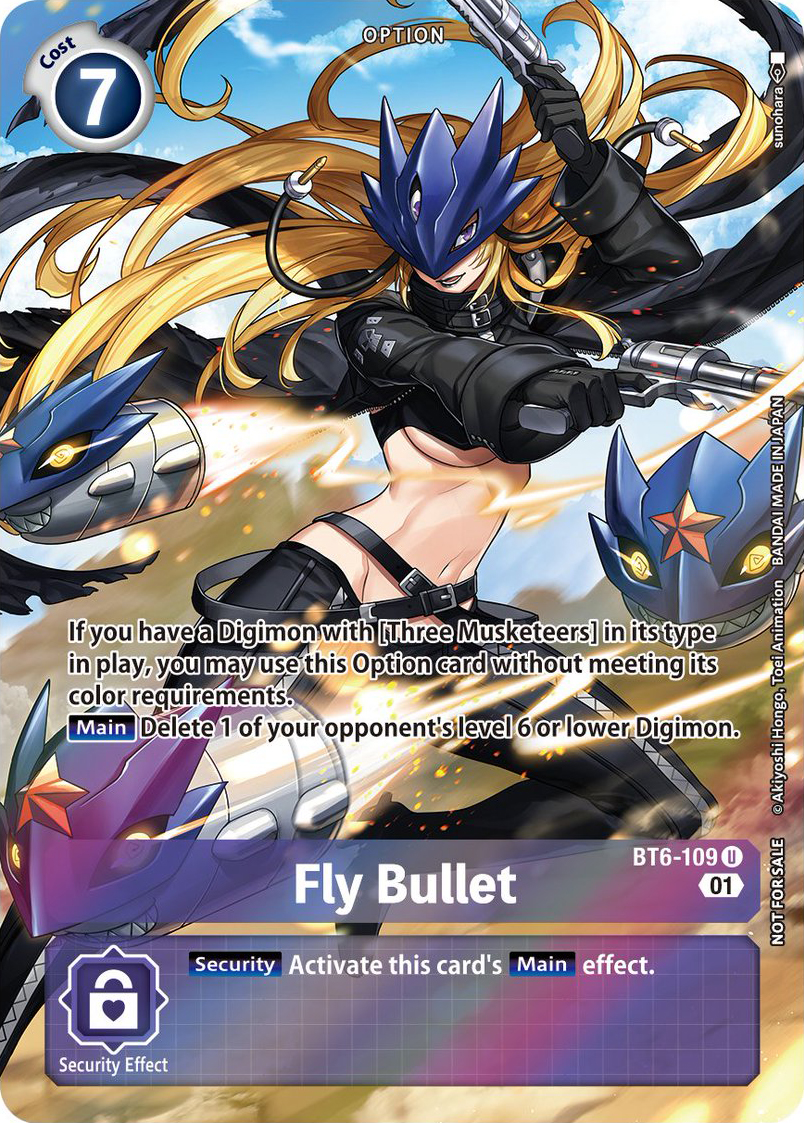 OPTION
Cost
7
sunohara
If you have a Digimon with [Three Musketeers] in its type
in play, you may use this Option card without meeting its
color requirements.
Main Delete 1 of your opponent's level 6 or lower Digimon.
©Akiyoshi Hongo, Toei Animation BANDAI MADE IN JAPAN
NOT FOR SALE
BT6-109 U
01
Fly Bullet
Security Activate this card's Main effect.
Security Effect